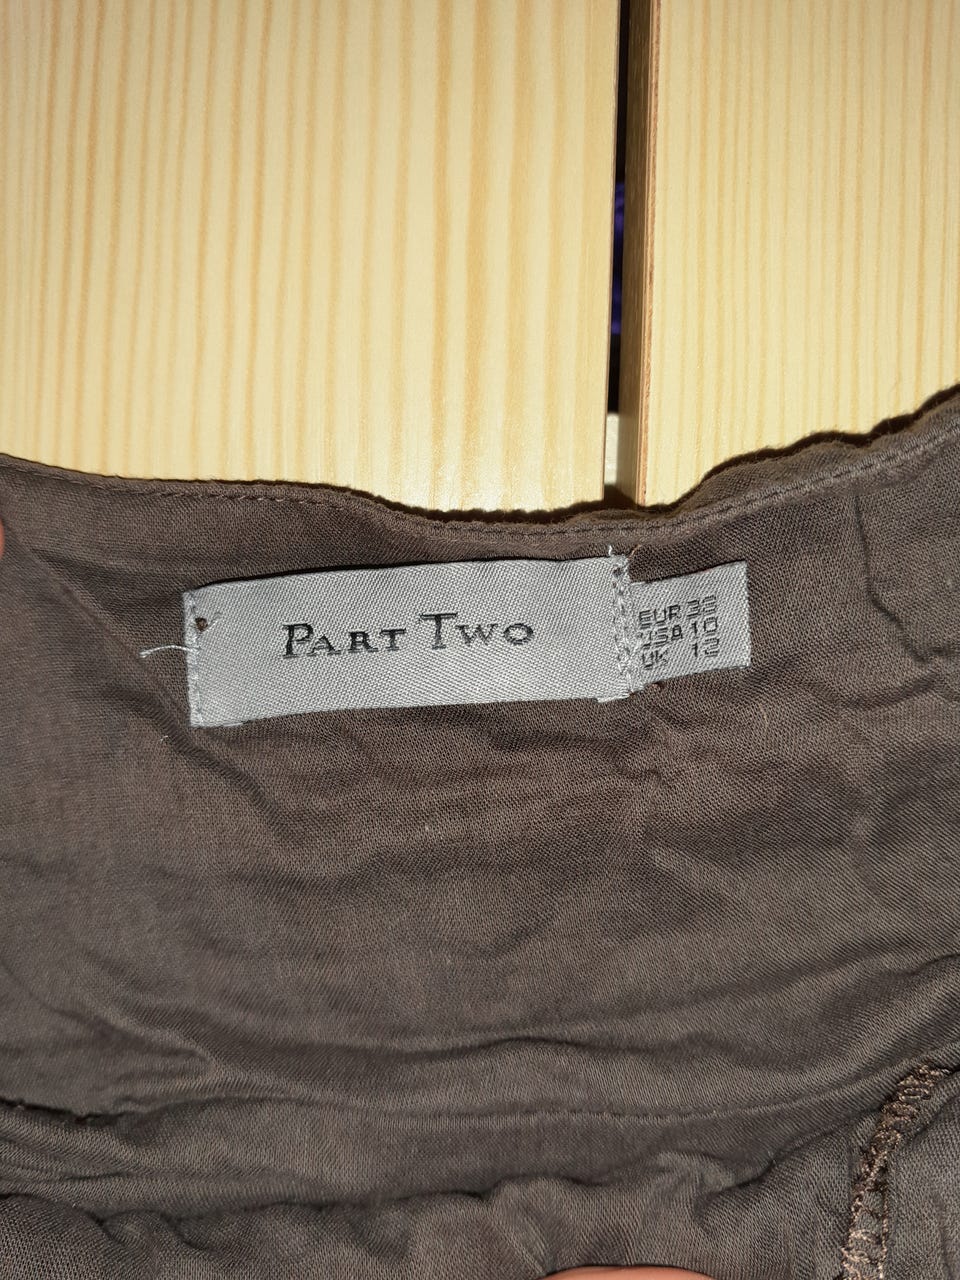 PART TWO
EUR 38
USA 10
UK 12